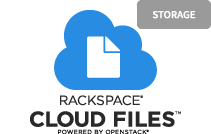 STORAGE
RACKSPACE®
CLOUD FILES™
POWERED BY OPENSTACK®